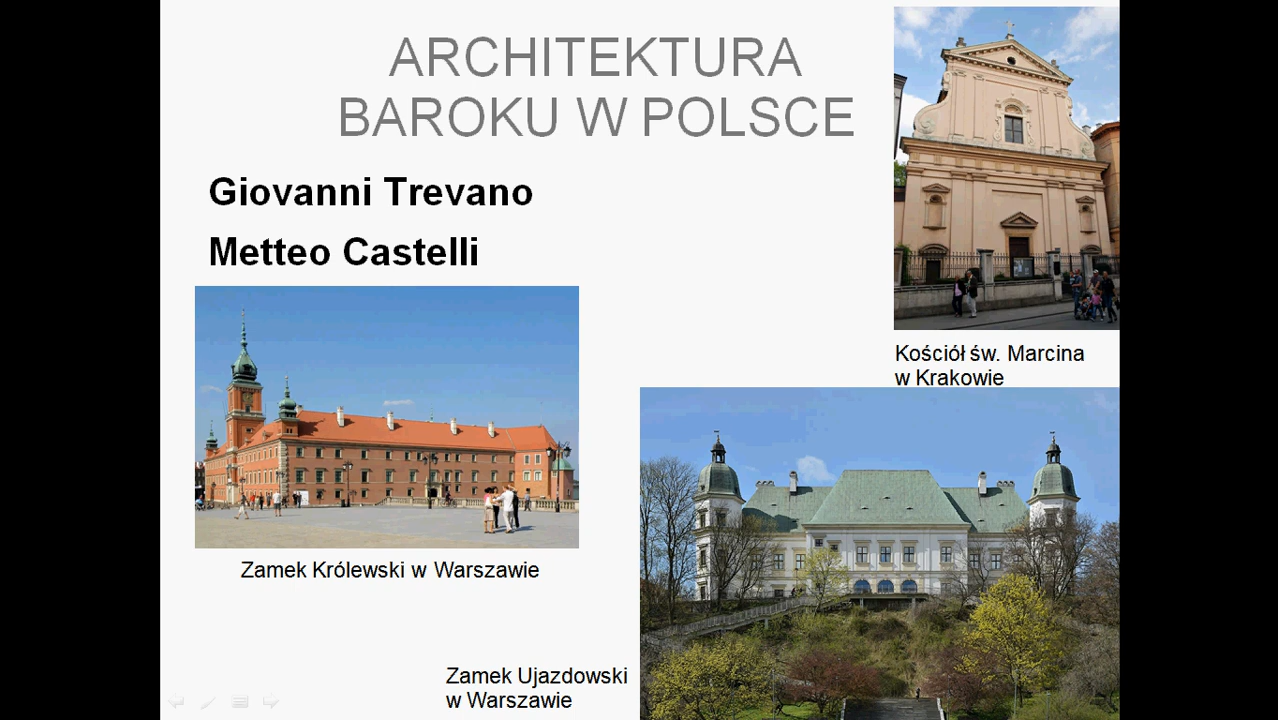 ARCHITEKTURA
BAROKU W POLSCE
Giovanni Trevano
Metteo Castelli
Kościół św. Marcina
w Krakowie
Zamek Królewski w Warszawie
Zamek Ujazdowski
w Warszawie